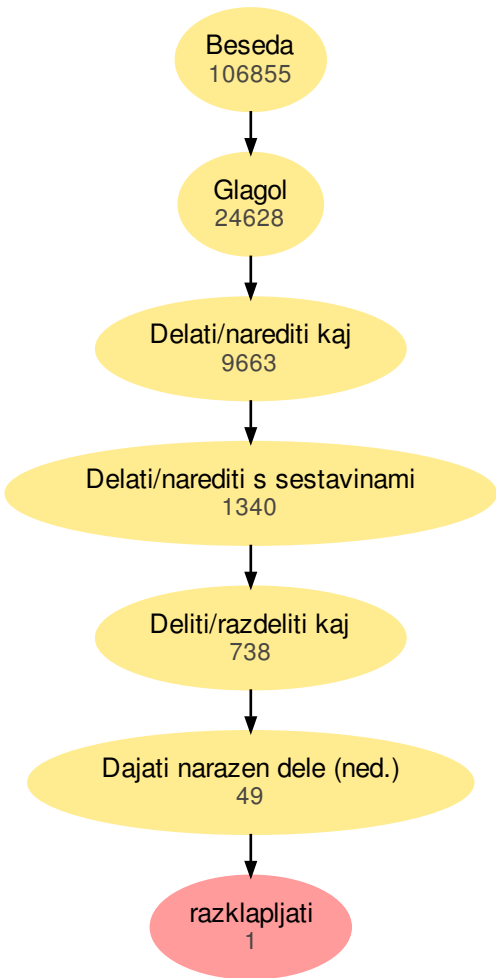 Beseda
106855
Glagol
24628
Delati/narediti kaj
9663
Delati/narediti s sestavinami
1340
Deliti/razdeliti kaj
738
Dajati narazen dele (ned.)
49
razklapljati
1